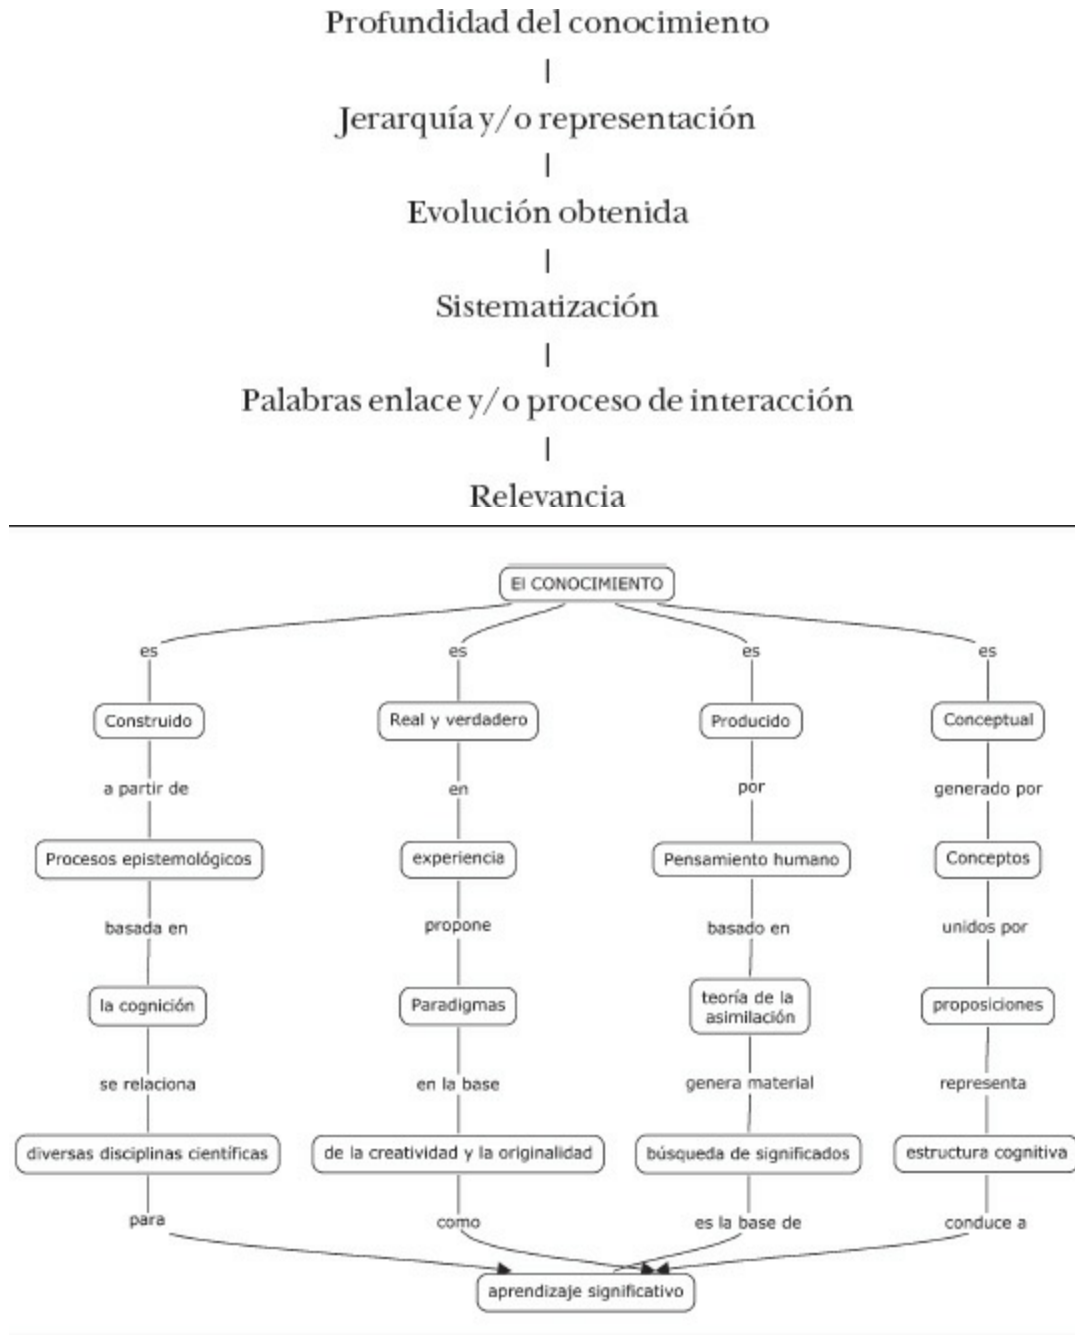 Profundidad del conocimiento
|
Jerarquía y/o representación
|
Evolución obtenida
|
Sistematización
|
Palabras enlace y/o proceso de interacción
|
Relevancia
El CONOCIMIENTO
es es es es
Construido Real y verdadero Producido Conceptual
a partir de en por generado por
Procesos epistemológicos experiencia Pensamiento humano Conceptos
basada en propone basado en unidos por
la cognición Paradigmas teoría de la asimilación proposiciones
se relaciona en la base genera material representa
diversas disciplinas científicas de la creatividad y la originalidad búsqueda de significados estructura cognitiva
para como es la base de conduce a
aprendizaje significativo